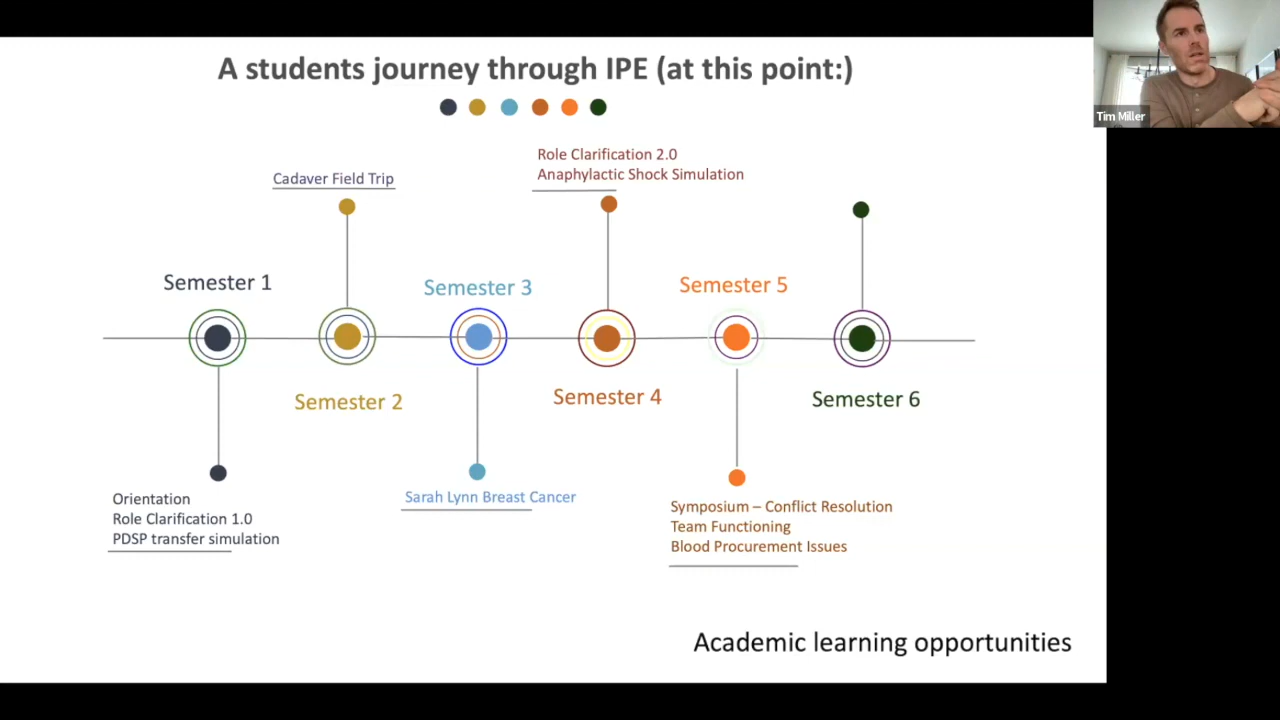 A students journey through IPE (at this point:)
Tim Miller
Role Clarification 2.0
Anaphylactic Shock Simulation
Cadaver Field Trip
Semester 1
Semester 3
Semester 5
Semester 2
Semester 4
Semester 6
Orientation
Role Clarification 1.0
PDSP transfer simulation
Sarah Lynn Breast Cancer
Symposium – Conflict Resolution
Team Functioning
Blood Procurement Issues
Academic learning opportunities